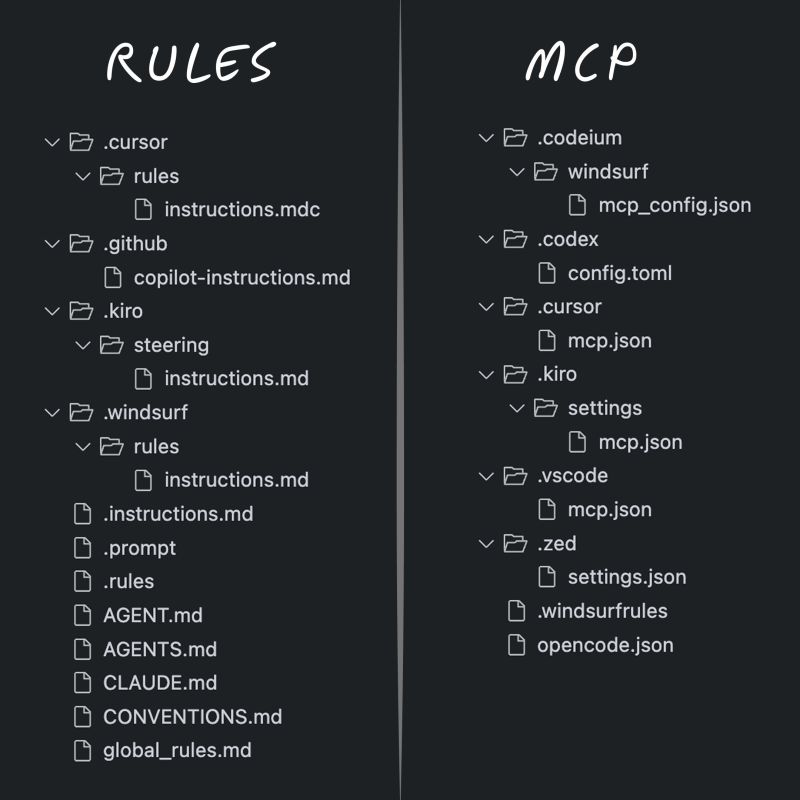 RULES
.cursor
rules
instructions.mdc
.github
copilot-instructions.md
.kiro
steering
instructions.md
.windsurf
rules
instructions.md
.instructions.md
.prompt
.rules
AGENT.md
AGENTS.md
CLAUDE.md
CONVENTIONS.md
global_rules.md
MCP
.codeium
windsurf
mcp_config.json
.codex
config.toml
.cursor
mcp.json
.kiro
settings
mcp.json
.vscode
mcp.json
.zed
settings.json
.windsurfrules
opencode.json